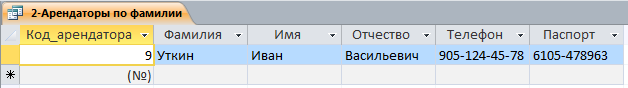 2-Арендаторы по фамилии
Код_арендатора Фамилия Имя Отчество Телефон Паспорт
9 Уткин Иван Васильевич 905-124-45-78 6105-478963
(№)